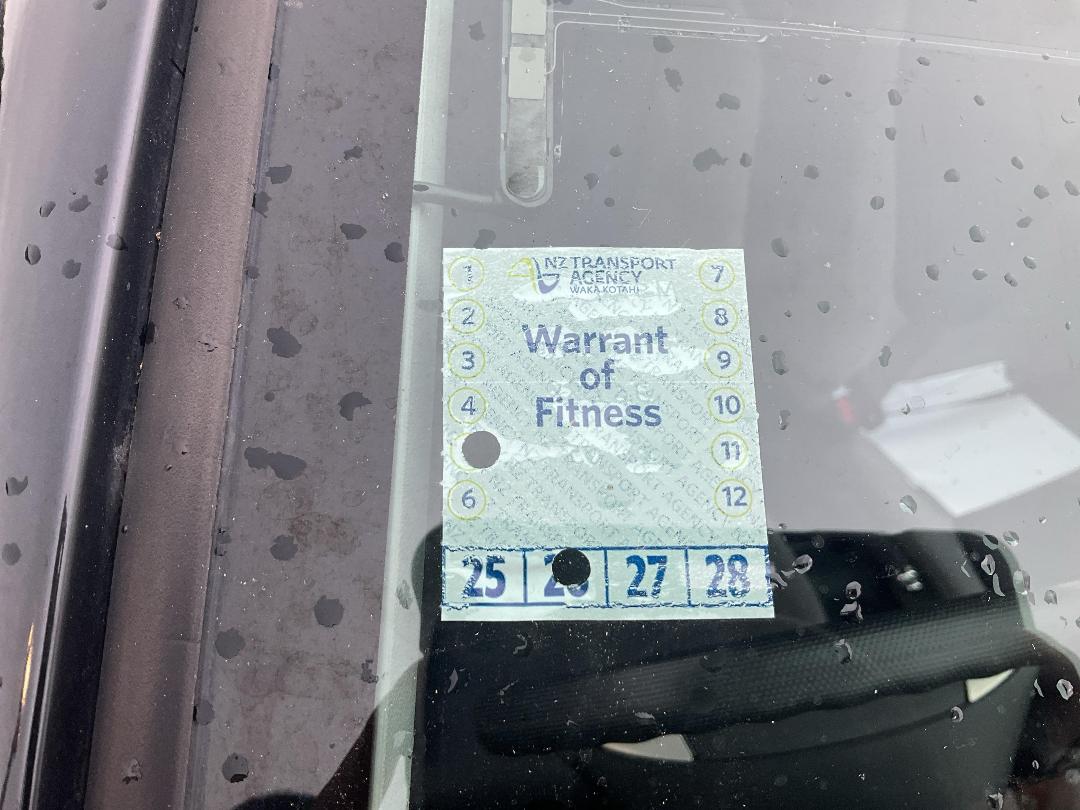 NZ TRANSPORT
AGENCY
WAKA KOTAHI
Warrant
of
Fitness
1
2
3
4
6
7
8
9
10
11
12
25 26 27 28